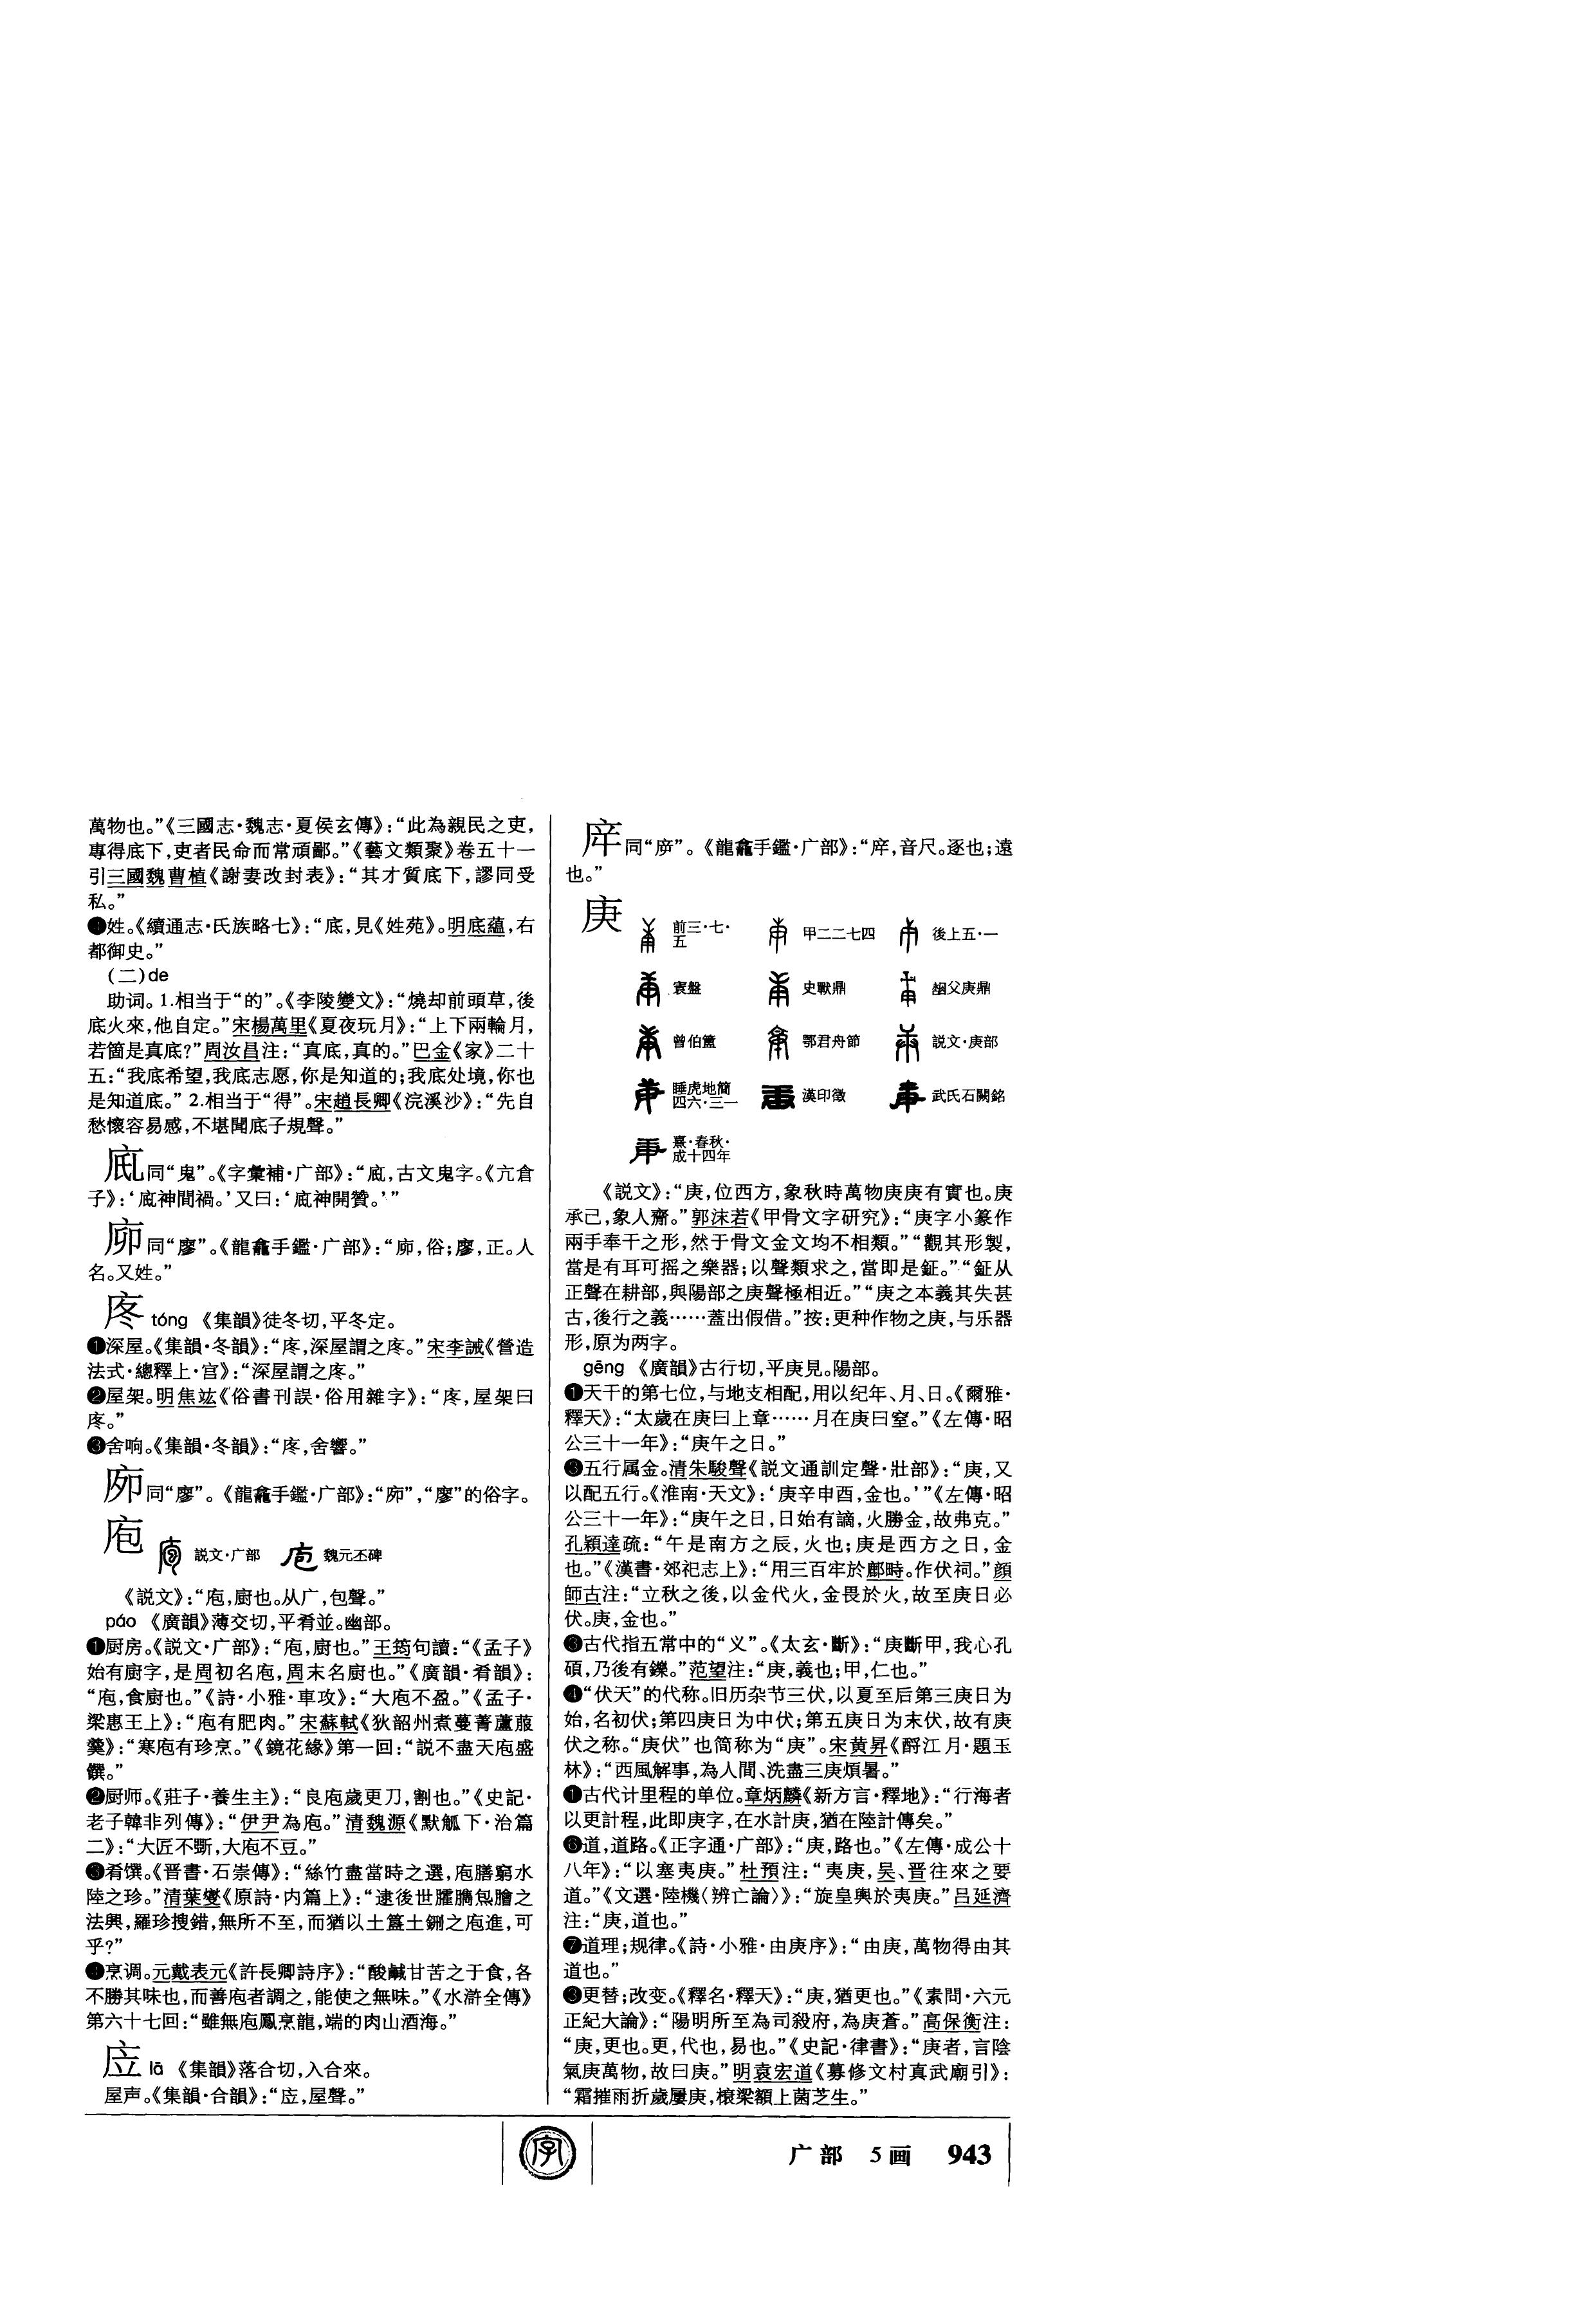 萬物也。”《三國志·魏志·夏侯玄傳》：“此為親民之吏，
專得底下，吏者民命而常頑鄙。”《藝文類聚》卷五十一
引三國魏曹植《謝妻改封表》：“其才質底下，謬同受
私。”
❹姓。《續通志·氏族略七》：“底，見《姓苑》。明底蘊，右
都御史。”
（二）de
助词。1.相当于“的”。《李陵變文》：“燒却前頭草，後
底火來，他自定。”宋楊萬里《夏夜玩月》：“上下兩輪月，
若箇是真底？”周汝昌注：“真底，真的。”巴金《家》二十
五：“我底希望，我底志愿，你是知道的；我底处境，你也
是知道底。” 2.相当于“得”。宋趙長卿《浣溪沙》：“先自
愁懷容易感，不堪聞底子規聲。”
同“鬼”。《字彙補·广部》：“，古文鬼字。《亢倉
子》：‘神間禍。’又曰：‘神開贊。’”
同“廖”。《龍龕手鑑·广部》：“，俗；廖，正。人
名。又姓。”
庝 tóng 《集韻》徒冬切，平冬定。
❶深屋。《集韻·冬韻》：“庝，深屋謂之庝。”宋李誡《營造
法式·總釋上·宫》：“深屋謂之庝。”
❷屋架。明焦竑《俗書刊誤·俗用雜字》：“庝，屋架曰
庝。”
❸舍响。《集韻·冬韻》：“庝，舍響。”
同“廖”。《龍龕手鑑·广部》：“”，“廖”的俗字。
庖 説文·广部 魏元丕碑
《説文》：“庖，厨也。从广，包聲。”
páo 《廣韻》薄交切，平肴並。幽部。
❶厨房。《説文·广部》：“庖，厨也。”王筠句讀：“《孟子》
始有厨字，是周初名庖，周末名厨也。”《廣韻·肴韻》：
“庖，食厨也。”《詩·小雅·車攻》：“大庖不盈。”《孟子·
梁惠王上》：“庖有肥肉。”宋蘇軾《狄韶州煮蔓菁蘆菔
羹》：“寒庖有珍烹。”《鏡花緣》第一回：“説不盡天庖盛
饌。”
❷厨师。《莊子·養生主》：“良庖歲更刀，割也。”《史記·
老子韓非列傳》：“伊尹為庖。”清魏源《默觚下·治篇
二》：“大匠不斲，大庖不豆。”
❸肴馔。《晋書·石崇傳》：“絲竹盡當時之選，庖膳窮水
陸之珍。”清葉燮《原詩·内篇上》：“逮後世臛臇炰膾之
法興，羅珍搜錯，無所不至，而猶以土簋土鉶之庖進，可
乎？”
❹烹调。元戴表元《許長卿詩序》：“酸鹹甘苦之于食，各
不勝其味也，而善庖者調之，能使之無味。”《水滸全傳》
第六十七回：“雖無庖鳳烹龍，端的肉山酒海。”
应 lā 《集韻》落合切，入合來。
屋声。《集韻·合韻》：“，屋聲。”
同“㡿”。《龍龕手鑑·广部》：“，音尺。逐也；遠
也。”
庚 前三·七· 甲二二七四 後上五·一
五
㝨盤 史獸鼎 父庚鼎
曾伯簠 鄂君舟節 説文·庚部
睡虎地簡 漢印徵 武氏石闕銘
四六·三一
熹·春秋·
成十四年
《説文》：“庚，位西方，象秋時萬物庚庚有實也。庚
承己，象人齋。”郭沫若《甲骨文字研究》：“庚字小篆作
兩手奉干之形，然于骨文金文均不相類。”“觀其形製，
當是有耳可摇之樂器；以聲類求之，當即是鉦。”“鉦从
正聲在耕部，與陽部之庚聲極相近。”“庚之本義其失甚
古，後行之義……蓋出假借。”按：更种作物之庚，与乐器
形，原为两字。
gēng 《廣韻》古行切，平庚見。陽部。
❶天干的第七位，与地支相配，用以纪年、月、日。《爾雅·
釋天》：“太歲在庚曰上章……月在庚曰窒。”《左傳·昭
公三十一年》：“庚午之日。”
❸五行属金。清朱駿聲《説文通訓定聲·壯部》：“庚，又
以配五行。《淮南·天文》：‘庚辛申酉，金也。’”《左傳·昭
公三十一年》：“庚午之日，日始有謫，火勝金，故弗克。”
孔穎達疏：“午是南方之辰，火也；庚是西方之日，金
也。”《漢書·郊祀志上》：“用三百牢於鄜畤。作伏祠。”顔
師古注：“立秋之後，以金代火，金畏於火，故至庚日必
伏。庚，金也。”
❸古代指五常中的“义”。《太玄·斷》：“庚斷甲，我心孔
碩，乃後有鑠。”范望注：“庚，義也；甲，仁也。”
❹“伏天”的代称。旧历杂节三伏，以夏至后第三庚日为
始，名初伏；第四庚日为中伏；第五庚日为末伏，故有庚
伏之称。“庚伏”也简称为“庚”。宋黄昇《酹江月·題玉
林》：“西風解事，為人間、洗盡三庚煩暑。”
❶古代计里程的单位。章炳麟《新方言·釋地》：“行海者
以更計程，此即庚字，在水計庚，猶在陸計傳矣。”
❻道，道路。《正字通·广部》：“庚，路也。”《左傳·成公十
八年》：“以塞夷庚。”杜預注：“夷庚，吴、晋往來之要
道。”《文選·陸機〈辨亡論〉》：“旋皇輿於夷庚。”吕延濟
注：“庚，道也。”
❼道理；规律。《詩·小雅·由庚序》：“由庚，萬物得由其
道也。”
❸更替；改变。《釋名·釋天》：“庚，猶更也。”《素問·六元
正紀大論》：“陽明所至為司殺府，為庚蒼。”高保衡注：
“庚，更也。更，代也，易也。”《史記·律書》：“庚者，言陰
氣庚萬物，故曰庚。”明袁宏道《募修文村真武廟引》：
“霜摧雨折歲屢庚，榱梁額上菌芝生。”
字
广部 5画 943